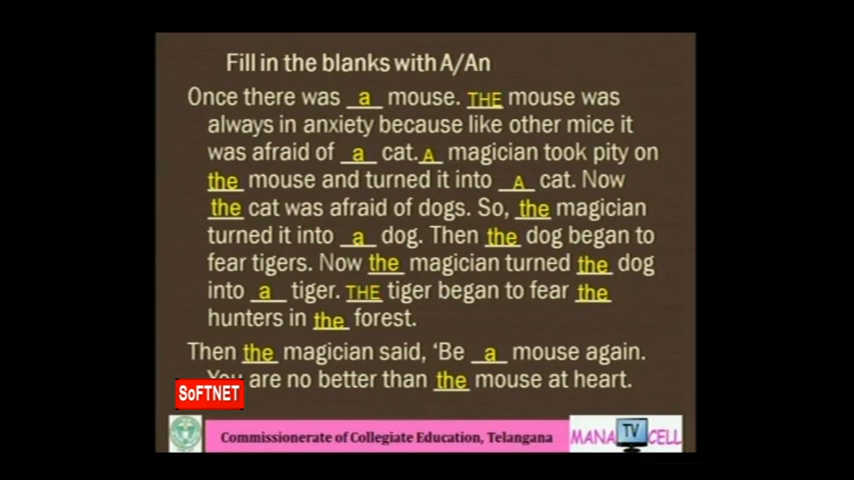 Fill in the blanks with A/An
Once there was a mouse. THE mouse was
always in anxiety because like other mice it
was afraid of a cat. A magician took pity on
the mouse and turned it into A cat. Now
the cat was afraid of dogs. So, the magician
turned it into a dog. Then the dog began to
fear tigers. Now the magician turned the dog
into a tiger. THE tiger began to fear the
hunters in the forest.
Then the magician said, ‘Be a mouse again.
You are no better than the mouse at heart.
SoFTNET
Commissionerate of Collegiate Education, Telangana
MANA TV CELL